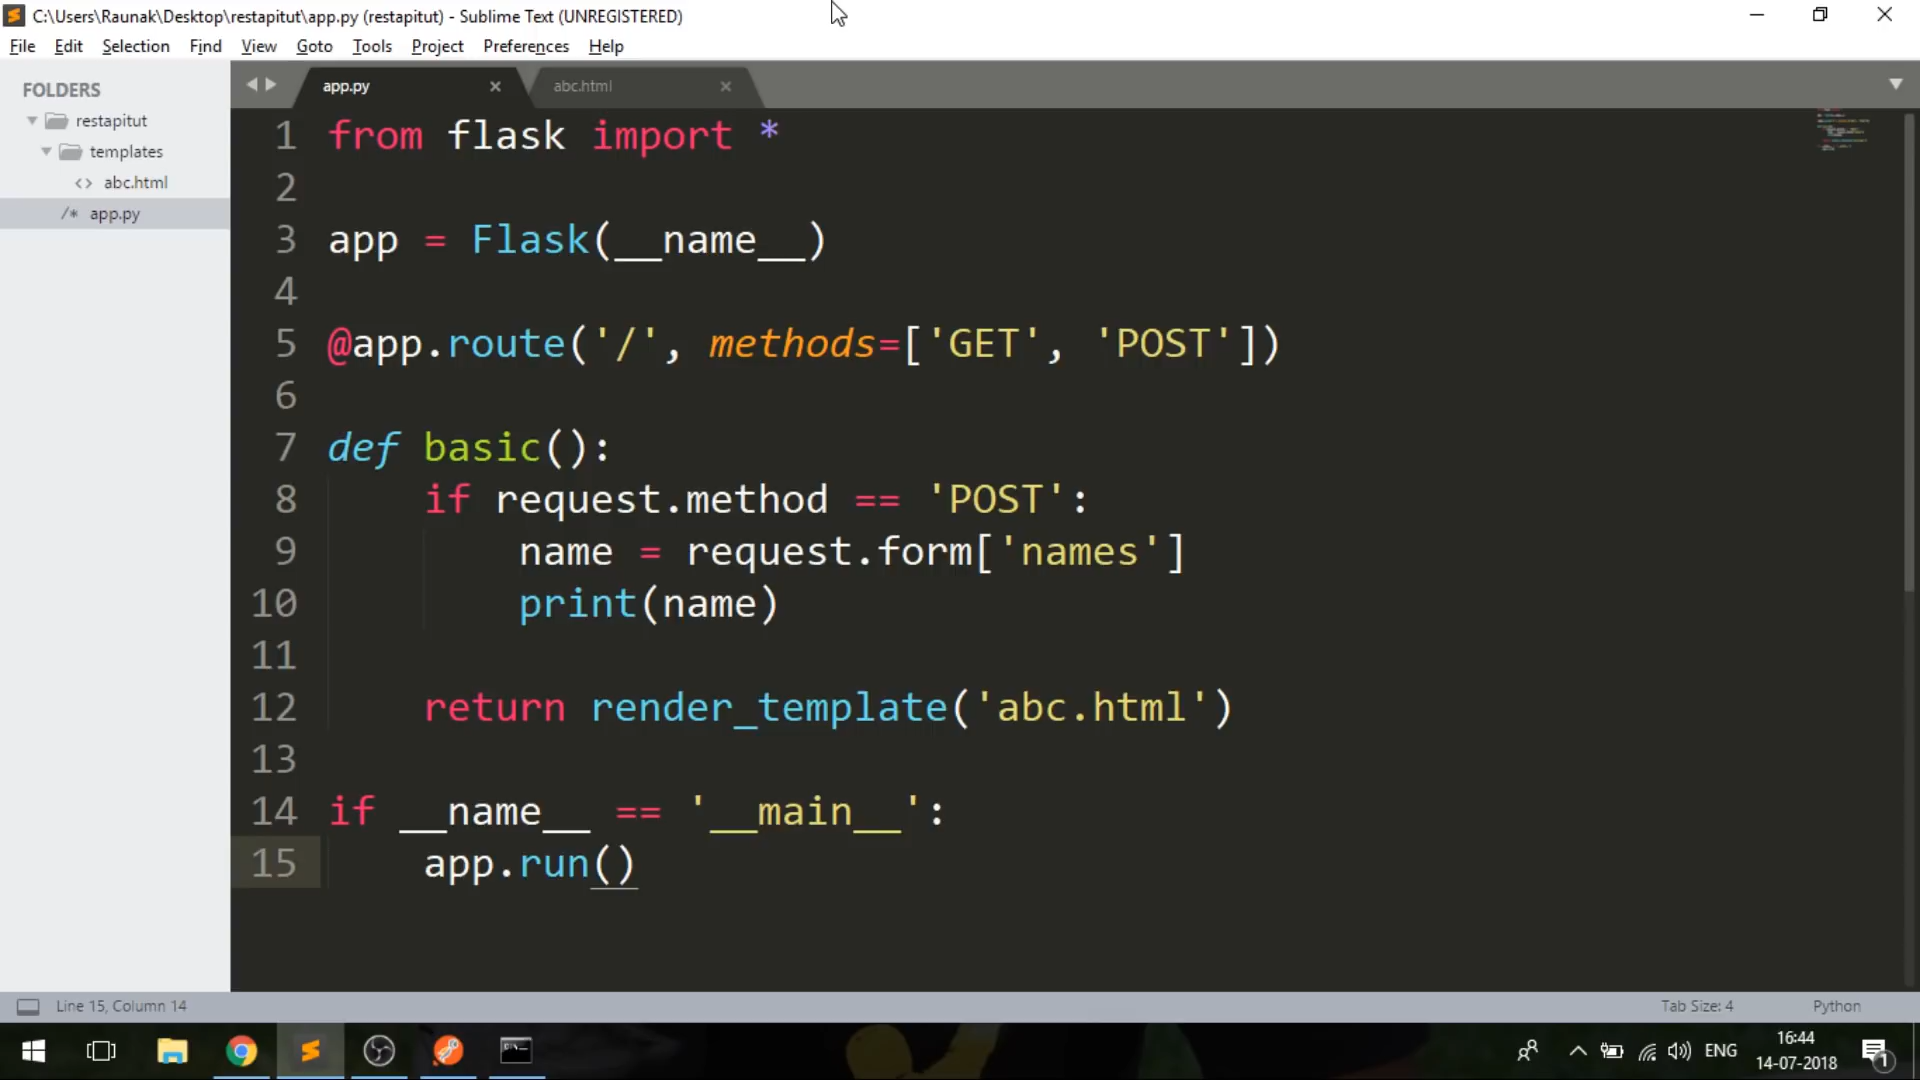 C:\Users\Raunak\Desktop\restapitut\app.py (restapitut) - Sublime Text (UNREGISTERED)
File Edit Selection Find View Goto Tools Project Preferences Help
FOLDERS
restapitut
templates
<> abc.html
/* app.py
app.py × abc.html ×
1 from flask import *
2
3 app = Flask(__name__)
4
5 @app.route('/', methods=['GET', 'POST'])
6
7 def basic():
8     if request.method == 'POST':
9         name = request.form['names']
10         print(name)
11
12     return render_template('abc.html')
13
14 if __name__ == '__main__':
15     app.run()
Line 15, Column 14 Tab Size: 4 Python
ENG 16:44 1
14-07-2018